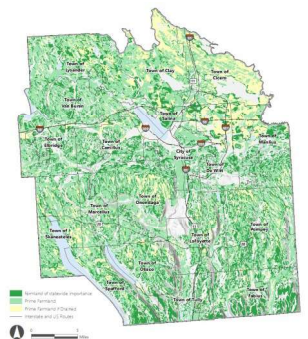 Town of
Lysander
Town of Clay
Town of
Cicero
Town of
Van Buren
Town of
Salina
Town of
Elbridge
Town of
Camillus
City of
Syracuse
Town of
Manlius
Town of
De Witt
Town of
Onondaga
Town of
Marcellus
Town of
Skaneateles
Town of
Pompey
Town of
Lafayette
Town of
Otisco
Town of
Spafford
Town of Tully
Town of
Fabius
Farmland of Statewide Importance
Prime Farmland
Prime Farmland if Drained
Interstate and US Routes
Miles